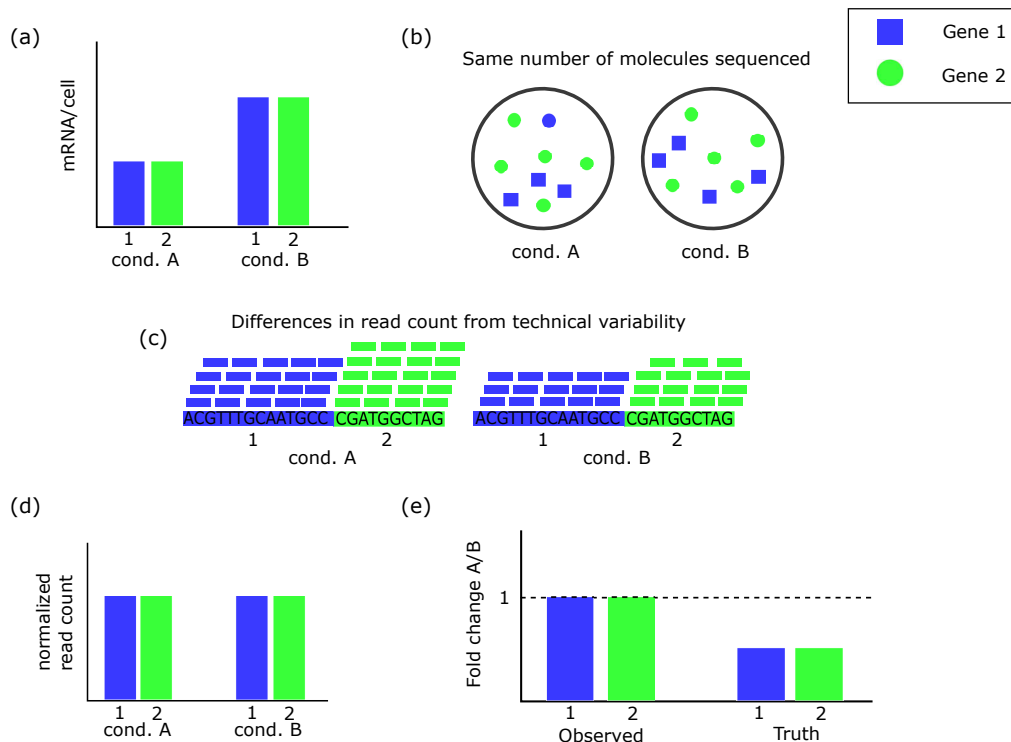 (a)
mRNA/cell
1 2 1 2
cond. A cond. B
(b)
Same number of molecules sequenced
cond. A cond. B
Gene 1
Gene 2
(c)
Differences in read count from technical variability
ACGTTTGCAATGCC CGATGGCTAG ACGTTTGCAATGCC CGATGGCTAG
1 2 1 2
cond. A cond. B
(d)
normalized
read count
1 2 1 2
cond. A cond. B
(e)
Fold change A/B
1
1 2 1 2
Observed Truth